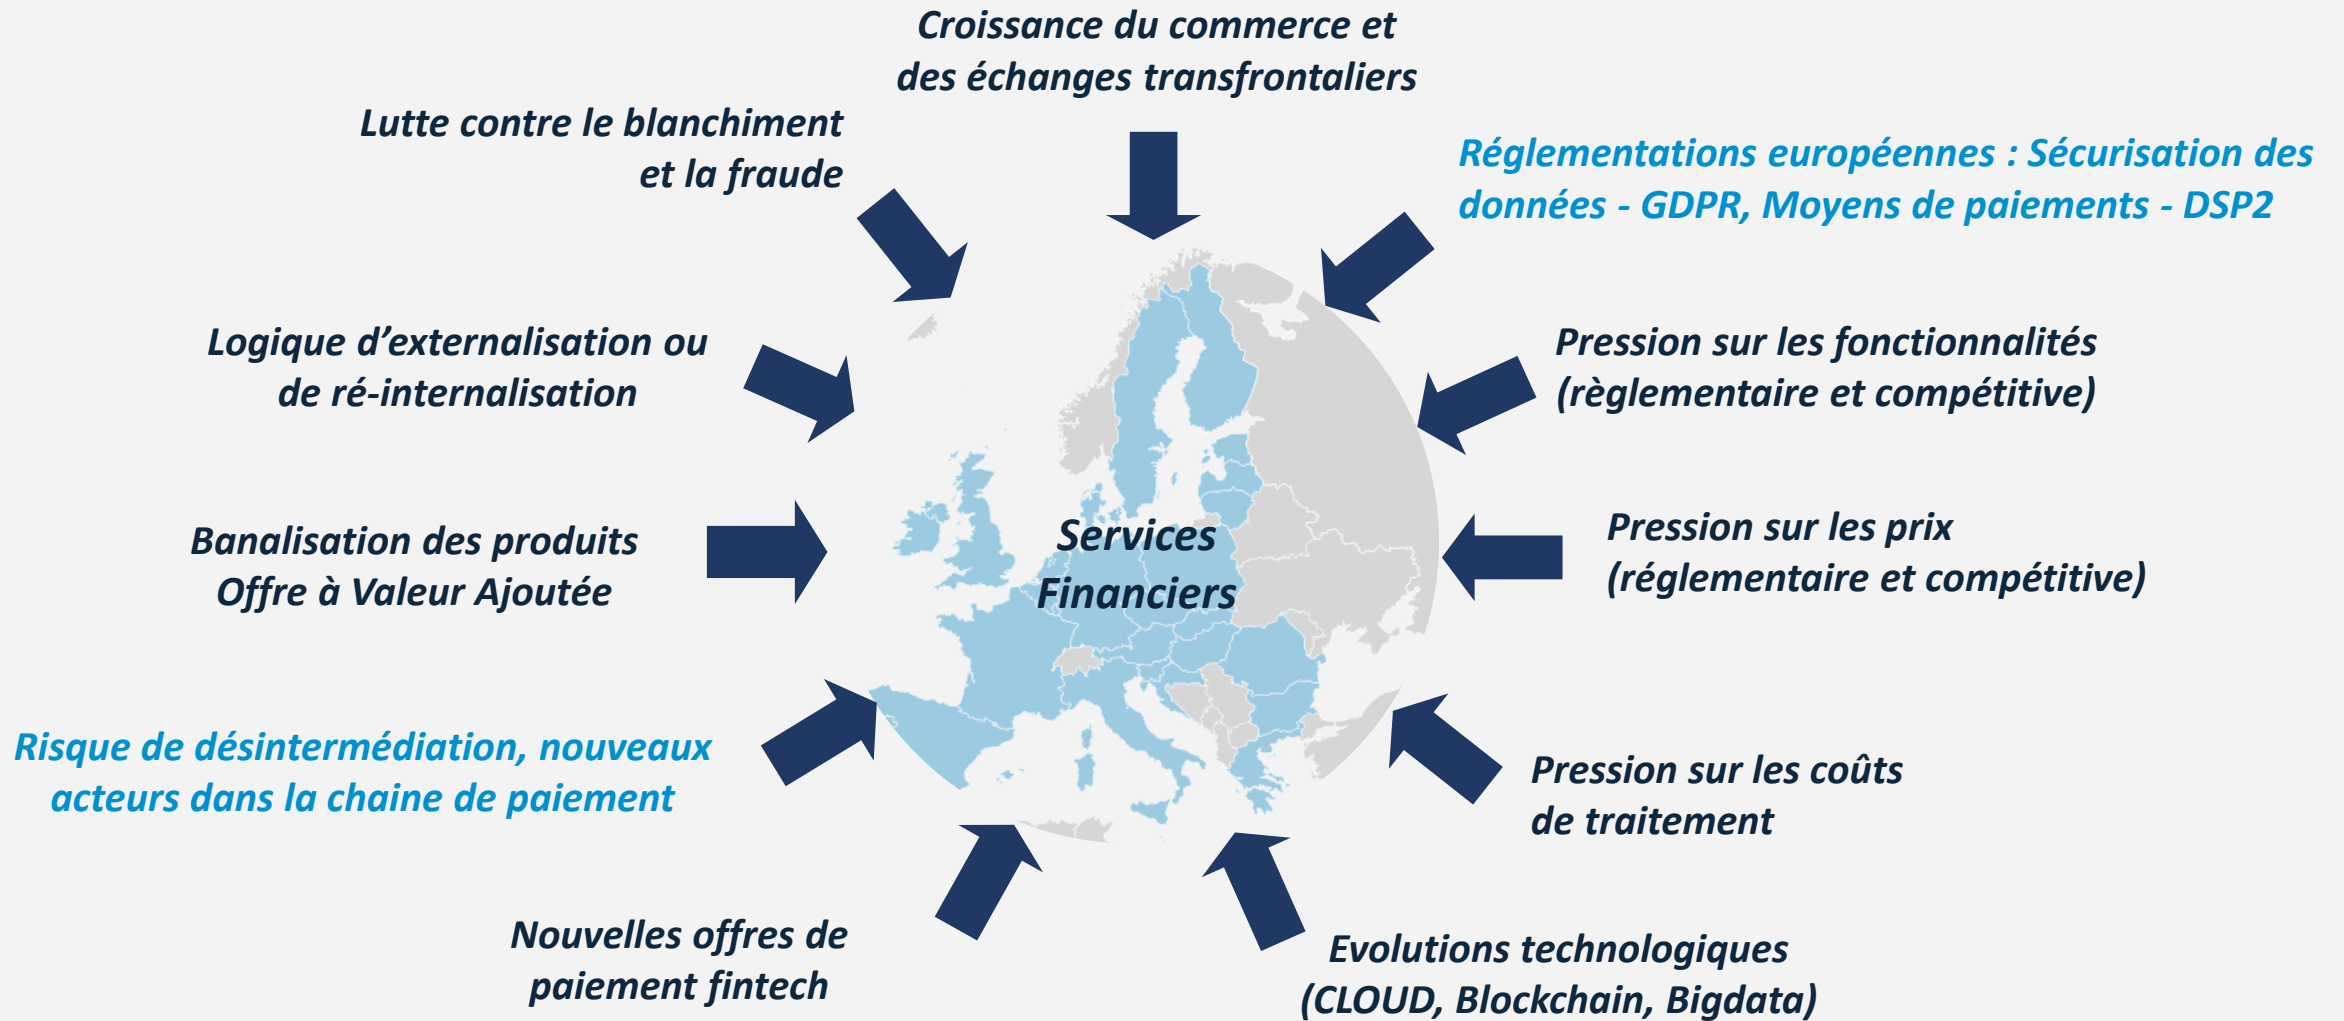 Croissance du commerce et
des échanges transfrontaliers
Lutte contre le blanchiment
et la fraude
Réglementations européennes : Sécurisation des
données - GDPR, Moyens de paiements - DSP2
Logique d’externalisation ou
de ré-internalisation
Pression sur les fonctionnalités
(règlementaire et compétitive)
Banalisation des produits
Offre à Valeur Ajoutée
Services
Financiers
Pression sur les prix
(réglementaire et compétitive)
Risque de désintermédiation, nouveaux
acteurs dans la chaine de paiement
Pression sur les coûts
de traitement
Nouvelles offres de
paiement fintech
Evolutions technologiques
(CLOUD, Blockchain, Bigdata)